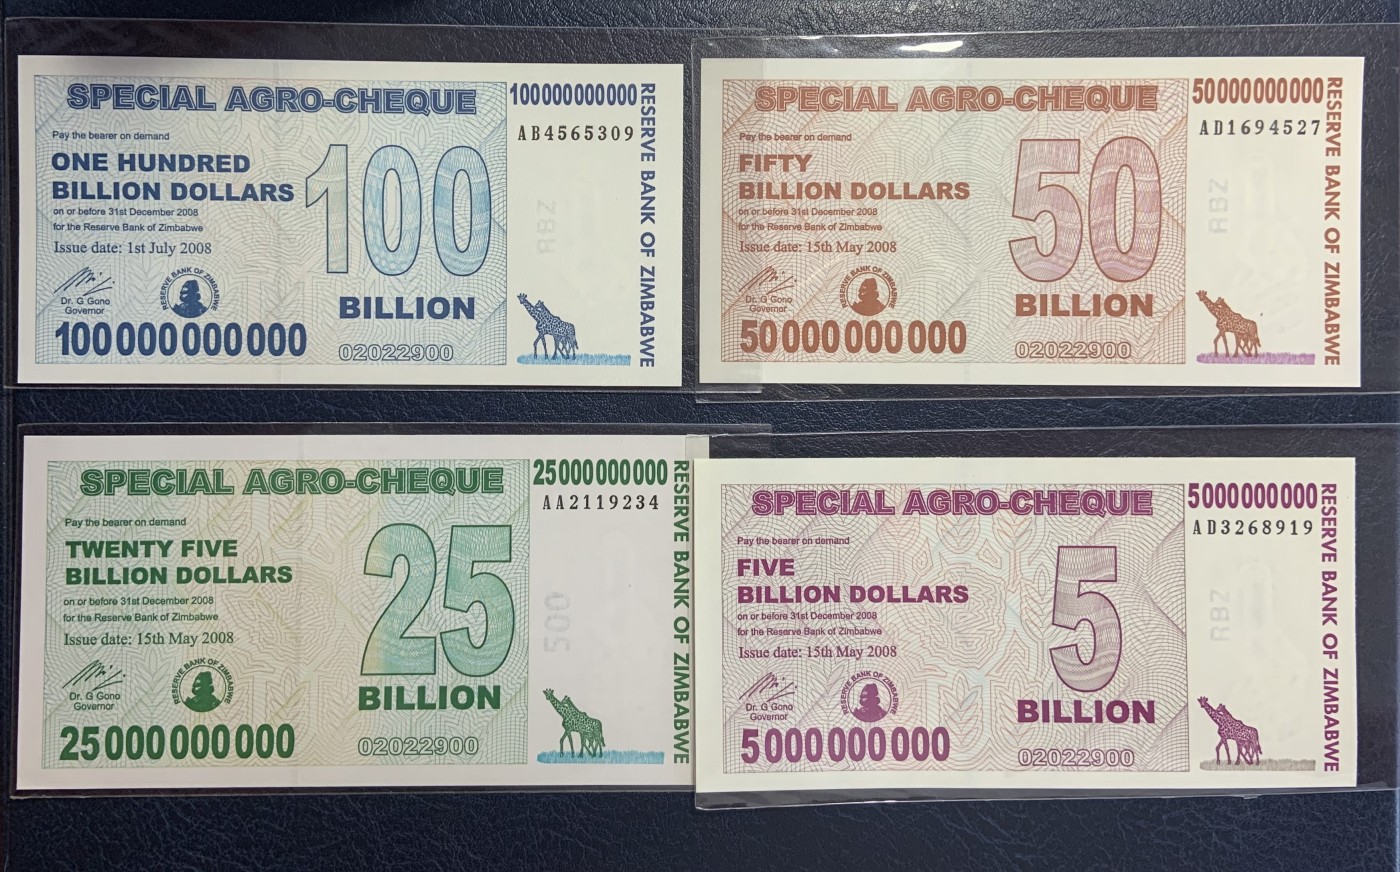 SPECIAL AGRO-CHEQUE
100000000000
AB4565309
Pay the bearer on demand
ONE HUNDRED
BILLION DOLLARS
on or before 31st December 2008
for the Reserve Bank of Zimbabwe
Issue date: 1st July 2008
100
BILLION
RBZ
Dr. G Gono
Governor
RESERVE BANK OF ZIMBABWE
100000000000
02022900
RESERVE BANK OF ZIMBABWE
SPECIAL AGRO-CHEQUE
50000000000
AD1694527
Pay the bearer on demand
FIFTY
BILLION DOLLARS
on or before 31st December 2008
for the Reserve Bank of Zimbabwe
Issue date: 15th May 2008
50
BILLION
RBZ
Dr. G Gono
Governor
RESERVE BANK OF ZIMBABWE
50000000000
02022900
RESERVE BANK OF ZIMBABWE
SPECIAL AGRO-CHEQUE
25000000000
AA2119234
Pay the bearer on demand
TWENTY FIVE
BILLION DOLLARS
on or before 31st December 2008
for the Reserve Bank of Zimbabwe
Issue date: 15th May 2008
25
BILLION
500
Dr. G Gono
Governor
RESERVE BANK OF ZIMBABWE
25000000000
02022900
RESERVE BANK OF ZIMBABWE
SPECIAL AGRO-CHEQUE
5000000000
AD3268919
Pay the bearer on demand
FIVE
BILLION DOLLARS
on or before 31st December 2008
for the Reserve Bank of Zimbabwe
Issue date: 15th May 2008
5
BILLION
RBZ
Dr. G Gono
Governor
RESERVE BANK OF ZIMBABWE
5000000000
02022900
RESERVE BANK OF ZIMBABWE